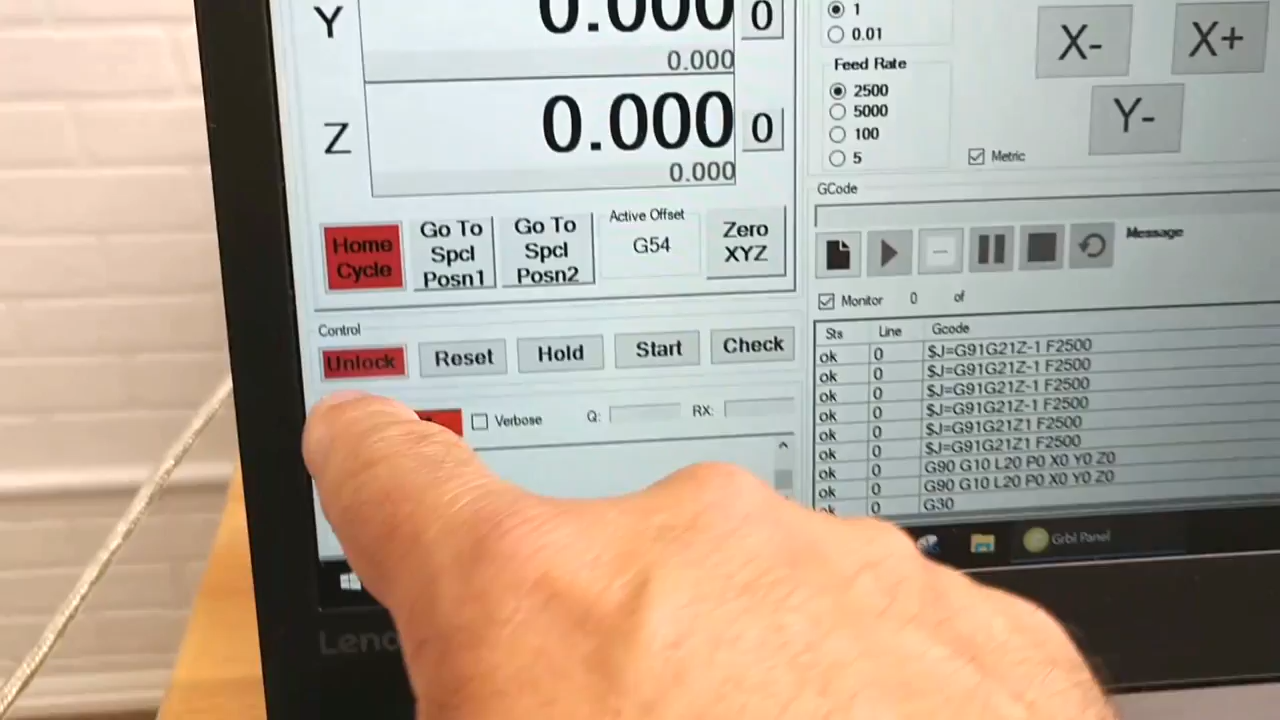 Y
0.000
0
0.000
Z
0.000
0
0.000
Home Cycle
Go To Spcl Posn1
Go To Spcl Posn2
Active Offset
G54
Zero XYZ
Control
Unlock
Reset
Hold
Start
Check
Verbose
Q:
RX:
1
0.01
Feed Rate
2500
5000
100
5
X-
X+
Y-
Metric
GCode
Message
Monitor 0 of
Sts Line Gcode
ok 0 $J=G91G21Z-1 F2500
ok 0 $J=G91G21Z-1 F2500
ok 0 $J=G91G21Z-1 F2500
ok 0 $J=G91G21Z-1 F2500
ok 0 $J=G91G21Z1 F2500
ok 0 $J=G91G21Z1 F2500
ok 0 G90 G10 L20 P0 X0 Y0 Z0
ok 0 G90 G10 L20 P0 X0 Y0 Z0
ok 0 G30
Grbl Panel